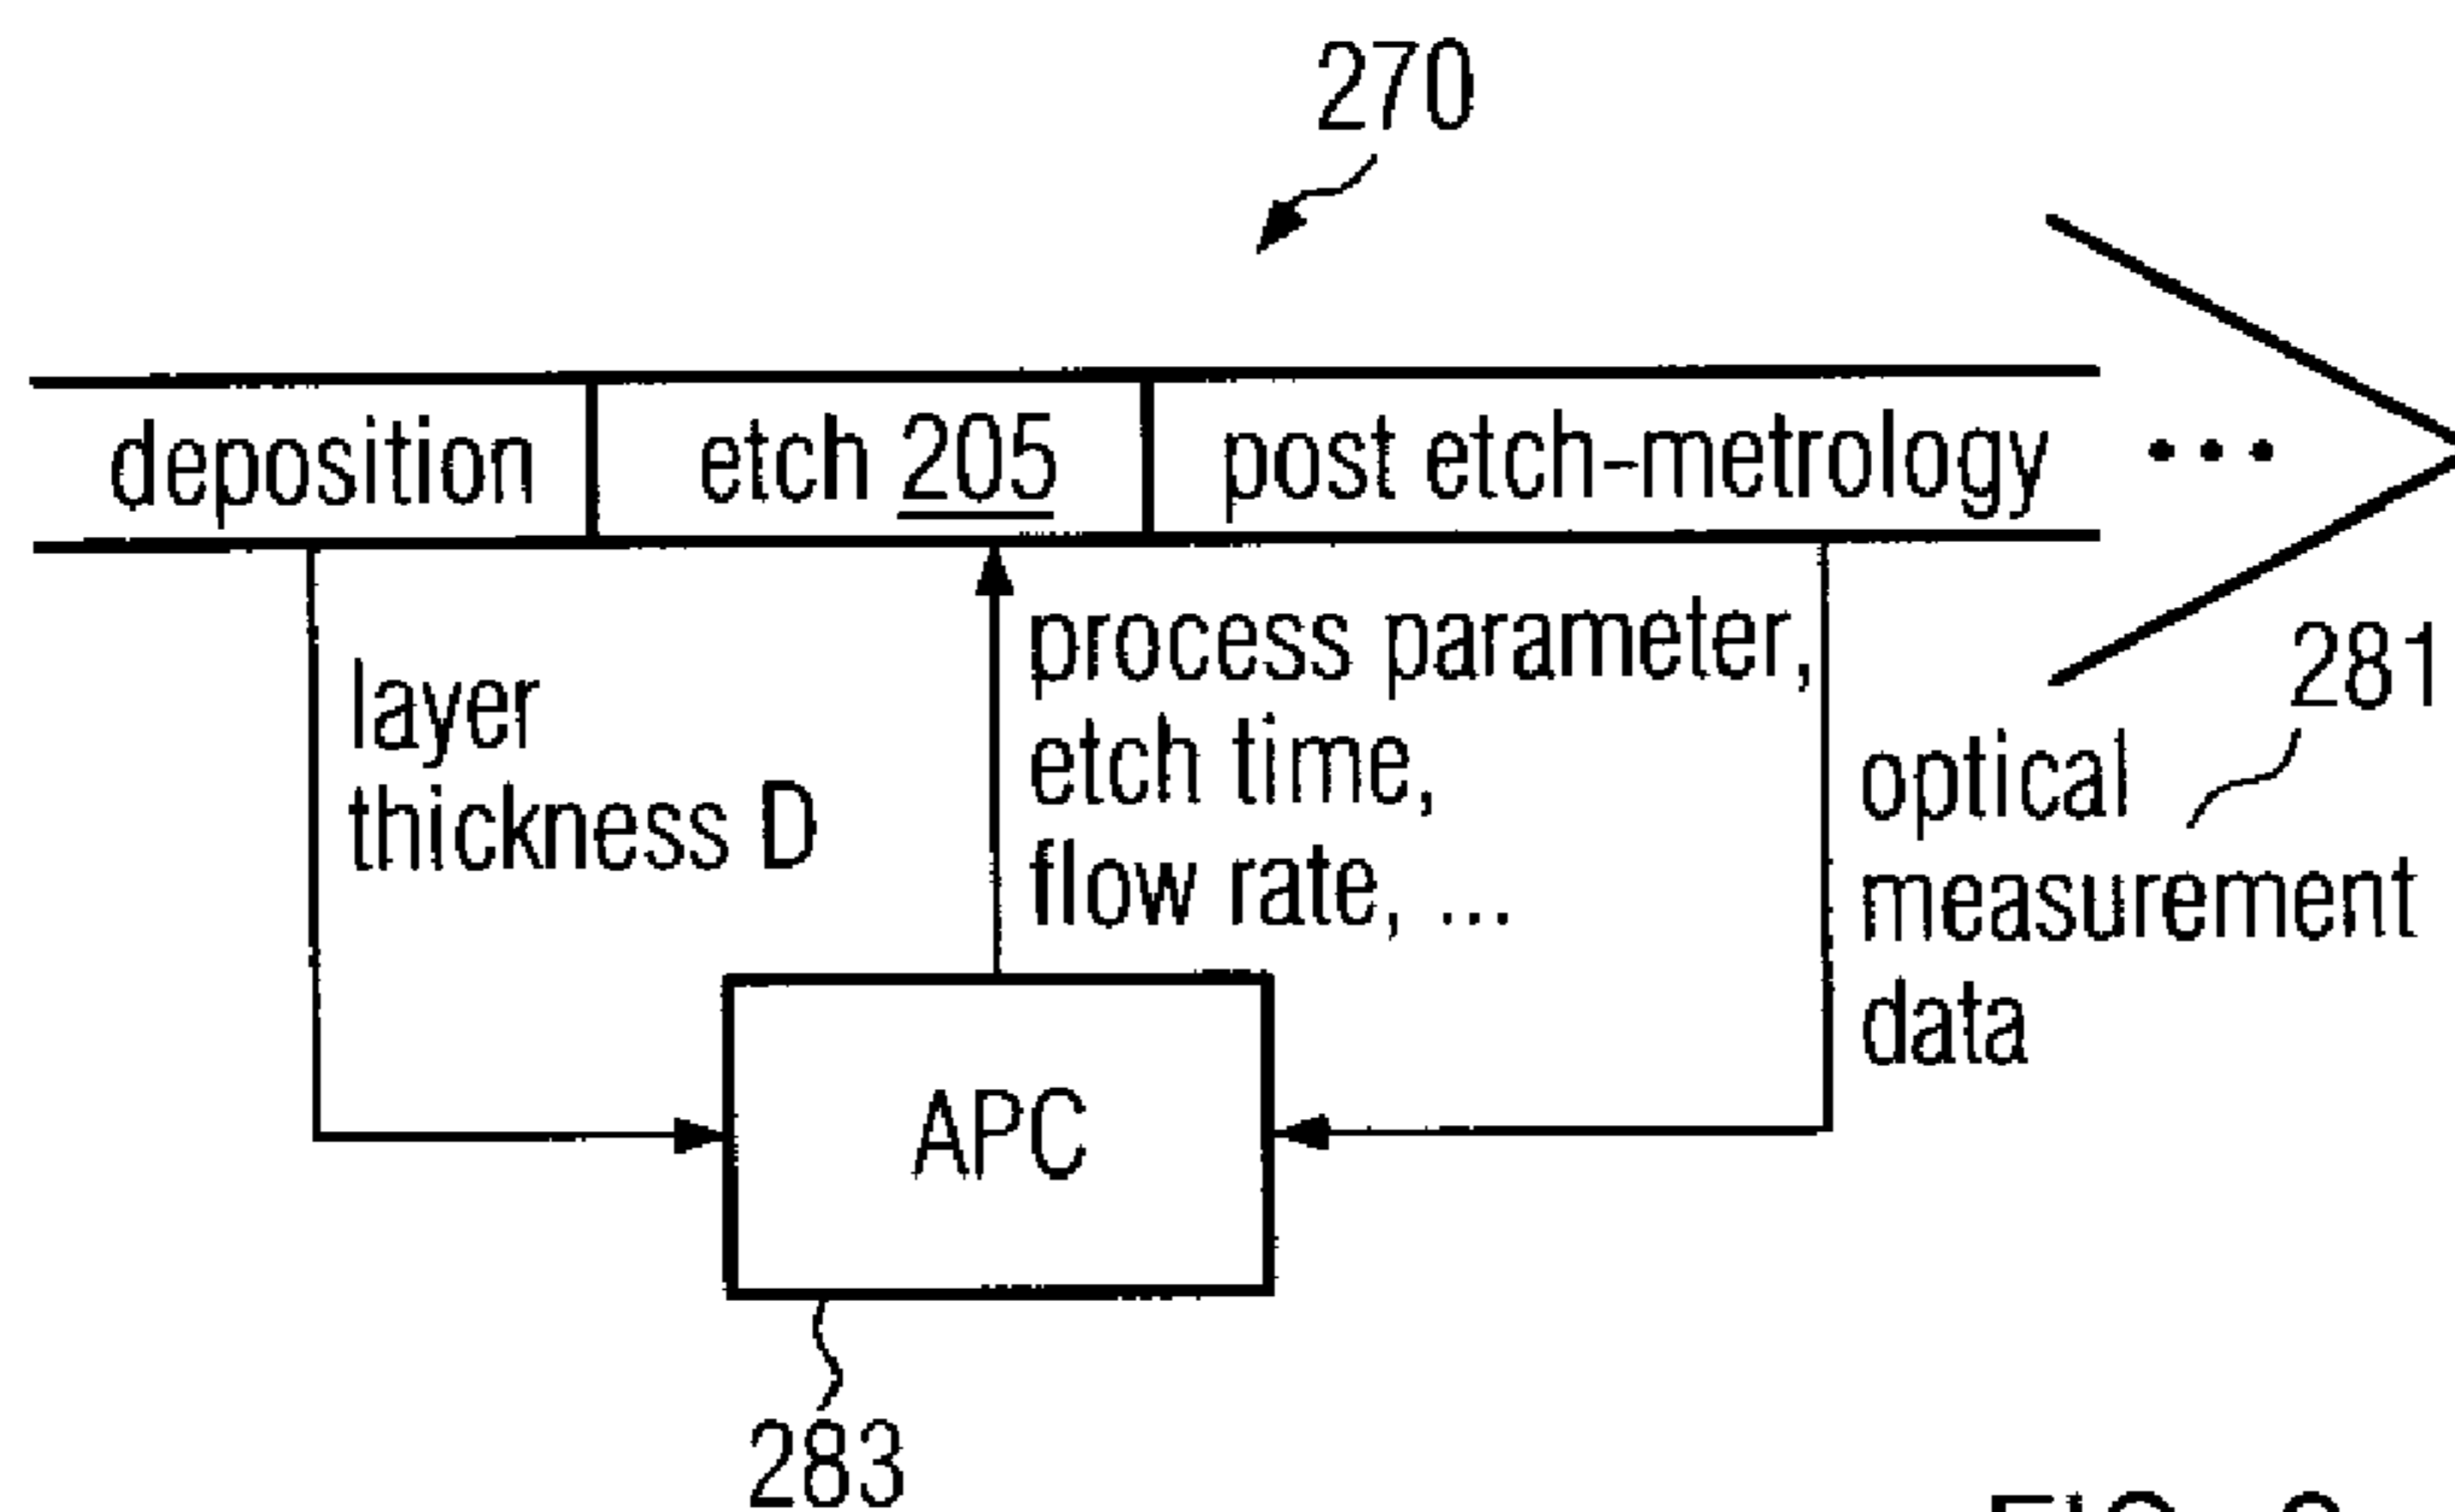 270
deposition
etch 205
post etch-metrology
...
layer
thickness D
process parameter,
etch time,
flow rate, ...
281
optical
measurement
data
APC
283